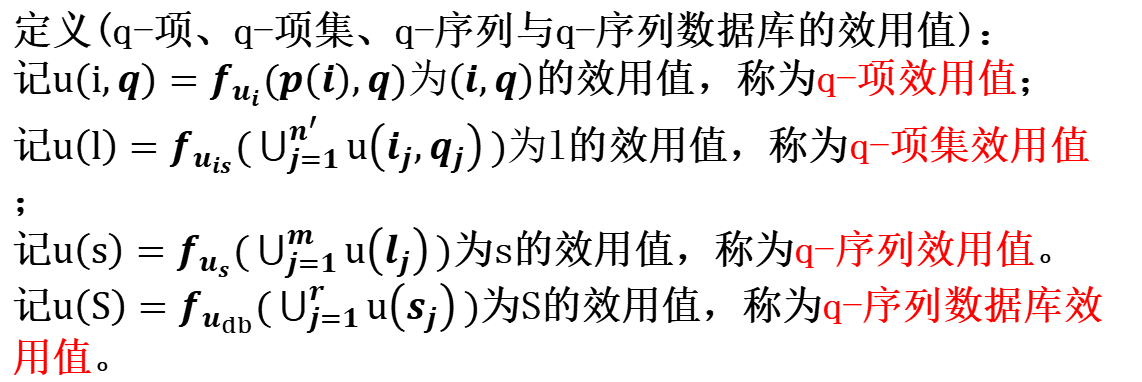 定义(q-项、q-项集、q-序列与q-序列数据库的效用值):
记u(i, q) = f_{u_i}(p(i), q)为(i, q)的效用值，称为q-项效用值；
记u(l) = f_{u_{is}}(⋃_{j=1}^{n′} u(i_j, q_j))为l的效用值，称为q-项集效用值
；
记u(s) = f_{u_s}(⋃_{j=1}^{m} u(l_j))为s的效用值，称为q-序列效用值。
记u(S) = f_{u_{db}}(⋃_{j=1}^{r} u(s_j))为S的效用值，称为q-序列数据库效
用值。